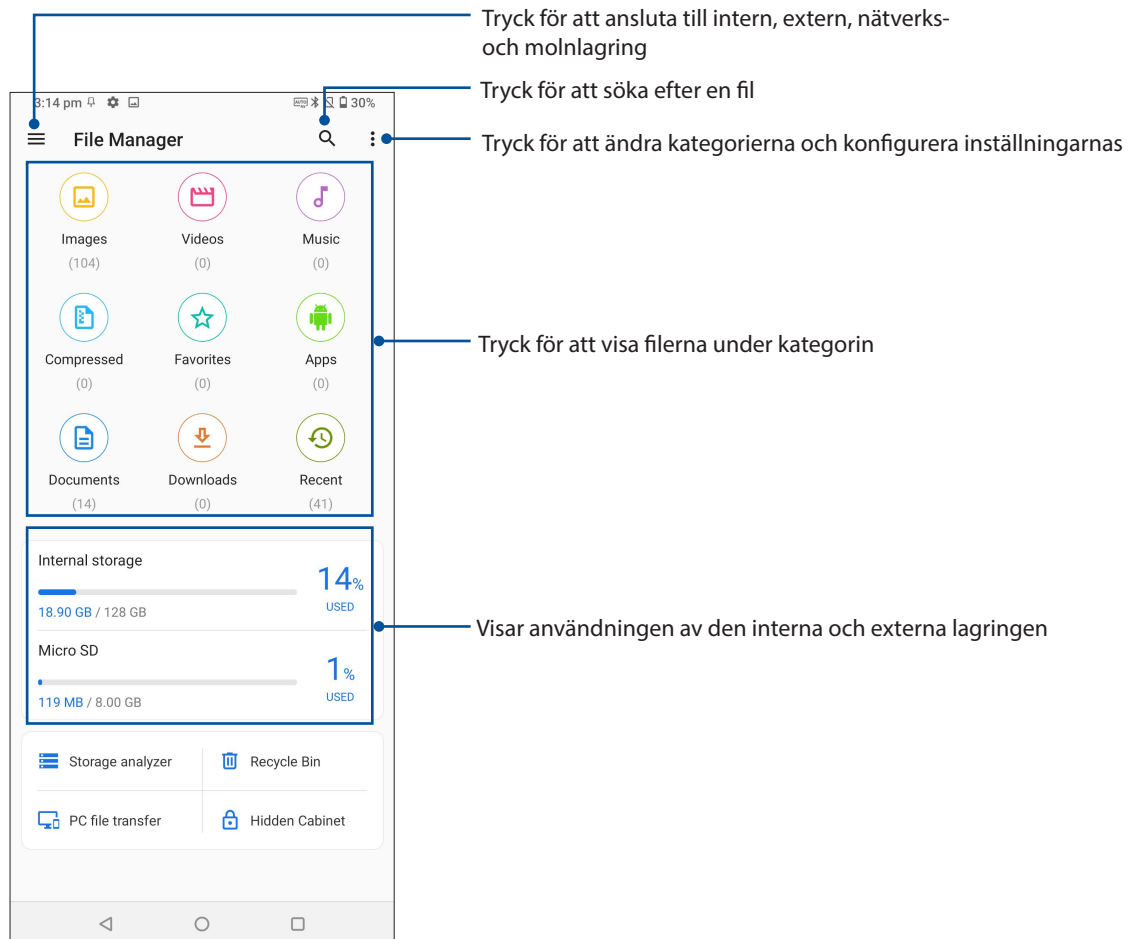 Tryck för att ansluta till intern, extern, nätverks-
och molnlagring
Tryck för att söka efter en fil
3:14 pm
30%
File Manager
Tryck för att ändra kategorierna och konfigurera inställningarnas
Images
Videos
Music
(104)
(0)
(0)
Compressed
Favorites
Apps
(0)
(0)
(0)
Tryck för att visa filerna under kategorin
Documents
Downloads
Recent
(14)
(0)
(41)
Internal storage
14%
USED
18.90 GB / 128 GB
Visar användningen av den interna och externa lagringen
Micro SD
1%
USED
119 MB / 8.00 GB
Storage analyzer
Recycle Bin
PC file transfer
Hidden Cabinet